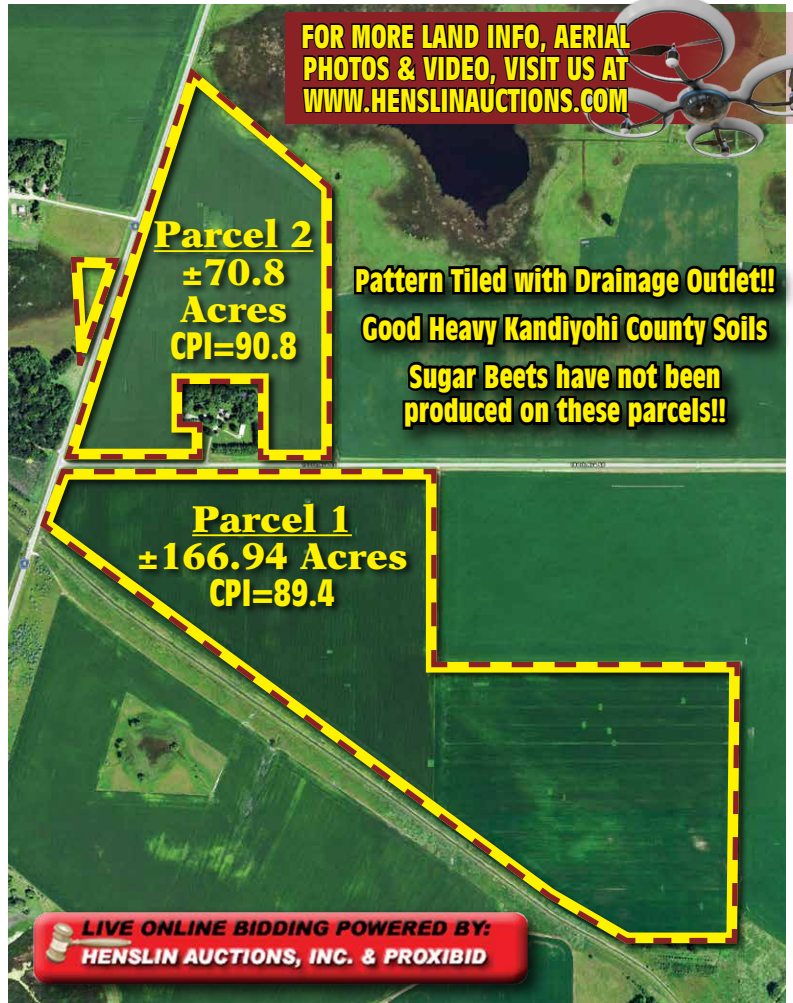 FOR MORE LAND INFO, AERIAL
PHOTOS & VIDEO, VISIT US AT
WWW.HENSLINAUCTIONS.COM
Parcel 2
±70.8
Acres
CPI=90.8
Pattern Tiled with Drainage Outlet!!
Good Heavy Kandiyohi County Soils
Sugar Beets have not been
produced on these parcels!!
Parcel 1
±166.94 Acres
CPI=89.4
LIVE ONLINE BIDDING POWERED BY:
HENSLIN AUCTIONS, INC. & PROXIBID